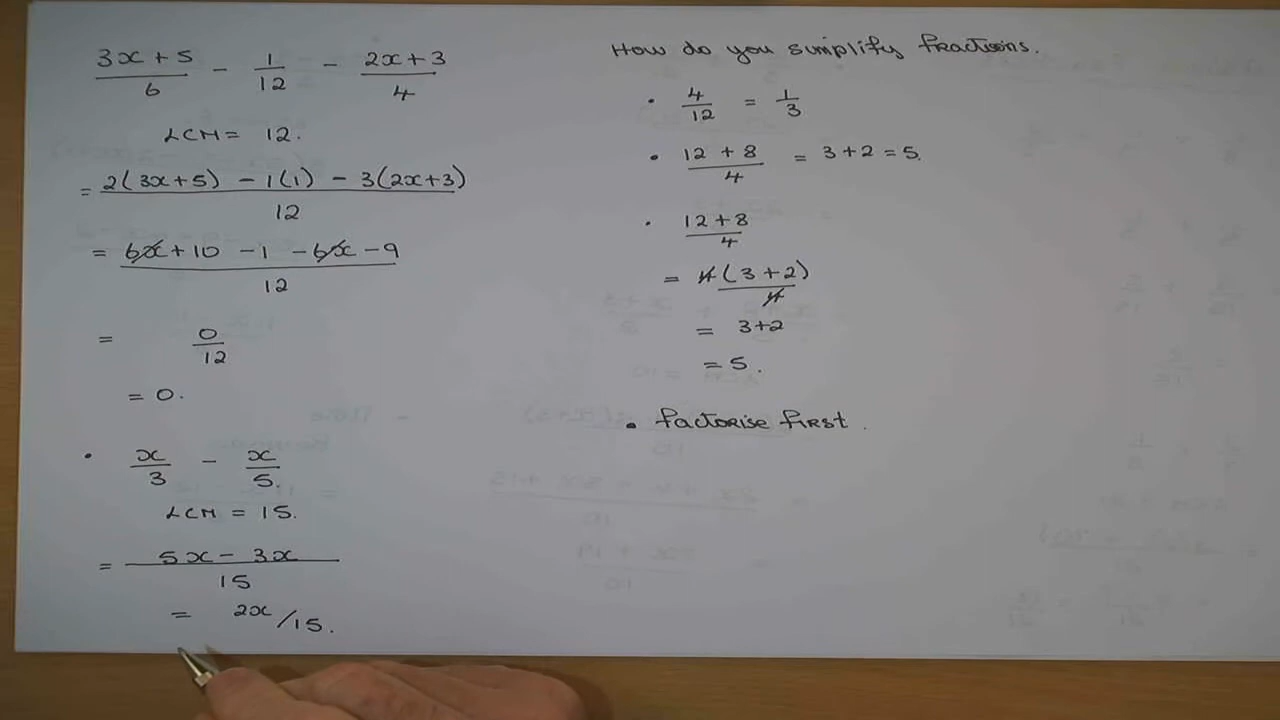 3x + 5 / 6 - 1 / 12 - 2x + 3 / 4
LCM = 12.
= 2(3x+5) - 1(1) - 3(2x+3) / 12
= 6x + 10 - 1 - 6x - 9 / 12
= 0 / 12
= 0.
• x / 3 - x / 5.
LCM = 15.
= 5x - 3x / 15
= 2x/15.
How do you simplify fractions.
• 4 / 12 = 1 / 3
• 12 + 8 / 4 = 3 + 2 = 5.
• 12 + 8 / 4
= 4(3 + 2) / 4
= 3+2
= 5.
• factorise first.